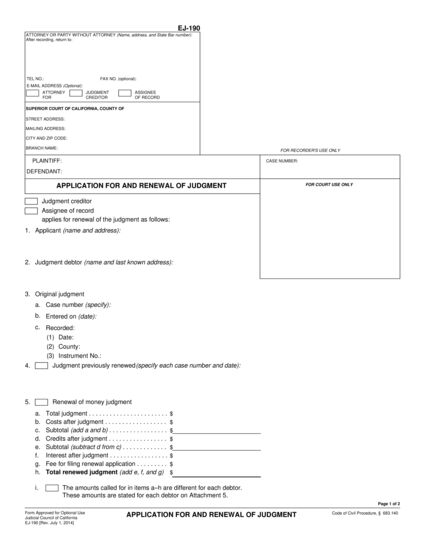 EJ-190
ATTORNEY OR PARTY WITHOUT ATTORNEY (Name, address, and State Bar number):
After recording, return to:
TEL NO.: FAX NO. (optional):
E-MAIL ADDRESS (Optional):
ATTORNEY FOR JUDGMENT CREDITOR ASSIGNEE OF RECORD
SUPERIOR COURT OF CALIFORNIA, COUNTY OF
STREET ADDRESS:
MAILING ADDRESS:
CITY AND ZIP CODE:
BRANCH NAME:
FOR RECORDER'S USE ONLY
PLAINTIFF:
DEFENDANT:
CASE NUMBER:
APPLICATION FOR AND RENEWAL OF JUDGMENT
FOR COURT USE ONLY
Judgment creditor
Assignee of record
applies for renewal of the judgment as follows:
1. Applicant (name and address):
2. Judgment debtor (name and last known address):
3. Original judgment
a. Case number (specify):
b. Entered on (date):
c. Recorded:
(1) Date:
(2) County:
(3) Instrument No.:
4. Judgment previously renewed (specify each case number and date):
5. Renewal of money judgment
a. Total judgment . . . . . . . . . . . . . . . . . . . . . . . $
b. Costs after judgment . . . . . . . . . . . . . . . . . . $
c. Subtotal (add a and b) . . . . . . . . . . . . . . . . . $
d. Credits after judgment . . . . . . . . . . . . . . . . . $
e. Subtotal (subtract d from c) . . . . . . . . . . . . . $
f. Interest after judgment . . . . . . . . . . . . . . . . . $
g. Fee for filing renewal application . . . . . . . . . $
h. Total renewed judgment (add e, f, and g) $
i. The amounts called for in items a–h are different for each debtor.
These amounts are stated for each debtor on Attachment 5.
Page 1 of 2
Form Approved for Optional Use
Judicial Council of California
EJ-190 [Rev. July 1, 2014]
APPLICATION FOR AND RENEWAL OF JUDGMENT
Code of Civil Procedure, § 683.140